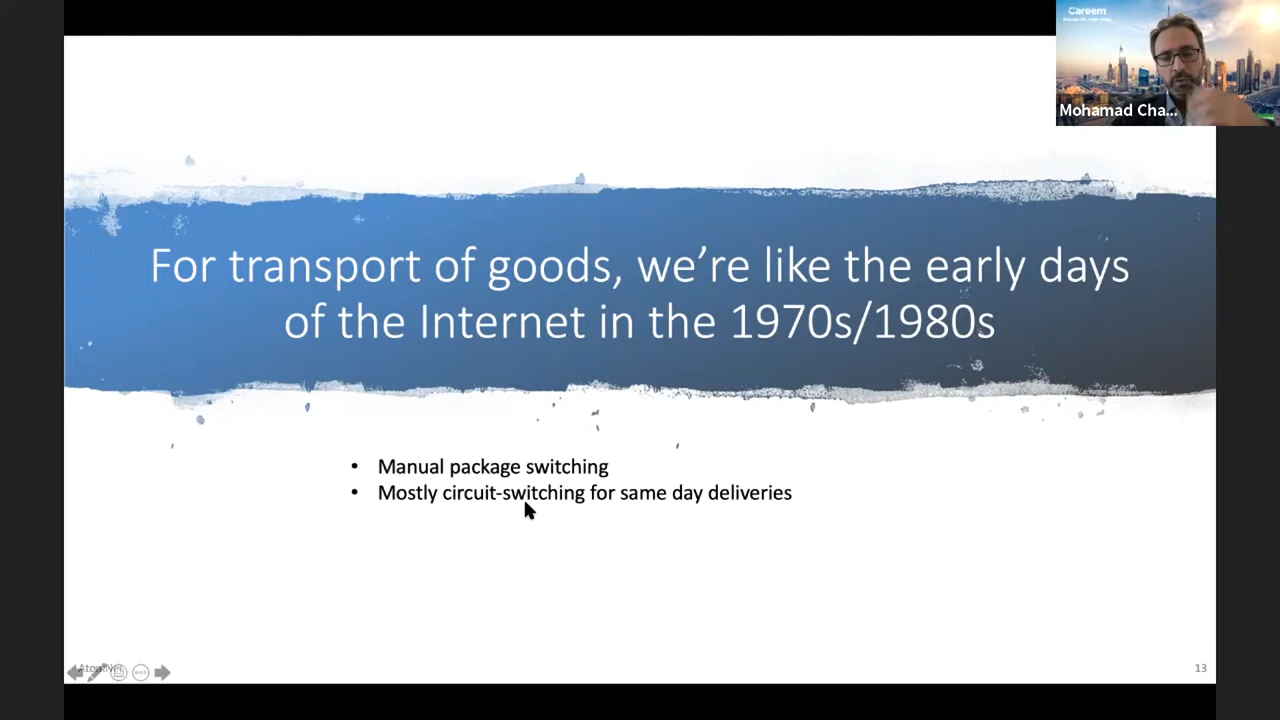 Careem
Mohamad Cha...
For transport of goods, we're like the early days
of the Internet in the 1970s/1980s
• Manual package switching
• Mostly circuit-switching for same day deliveries
13